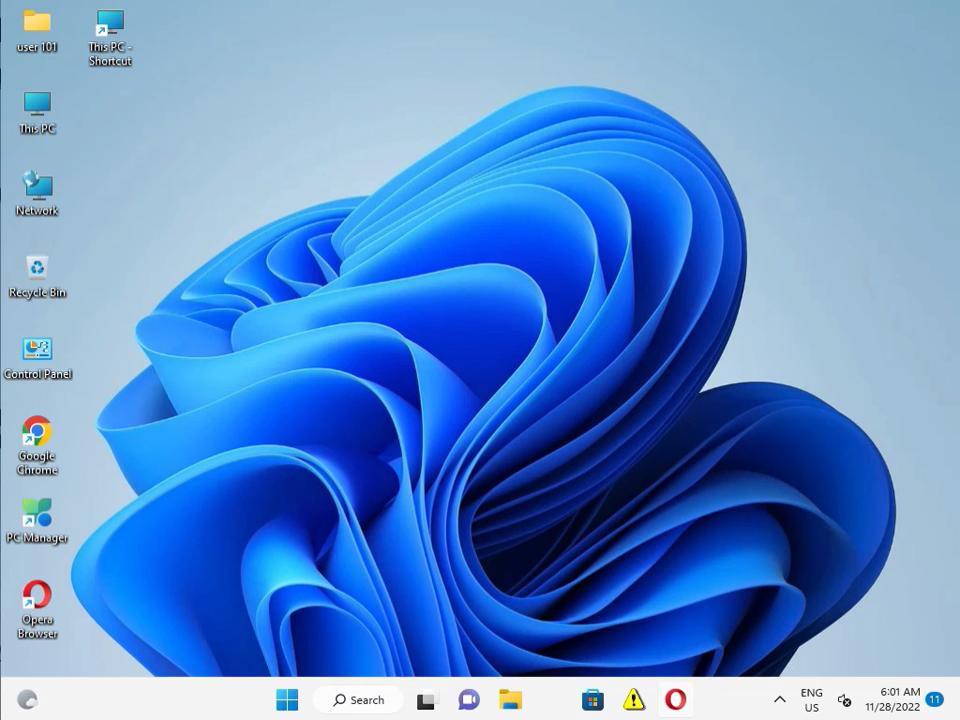 user 101
This PC -
Shortcut
This PC
Network
Recycle Bin
Control Panel
Google
Chrome
PC Manager
Opera
Browser
Search
ENG
US
6:01 AM
11/28/2022
11